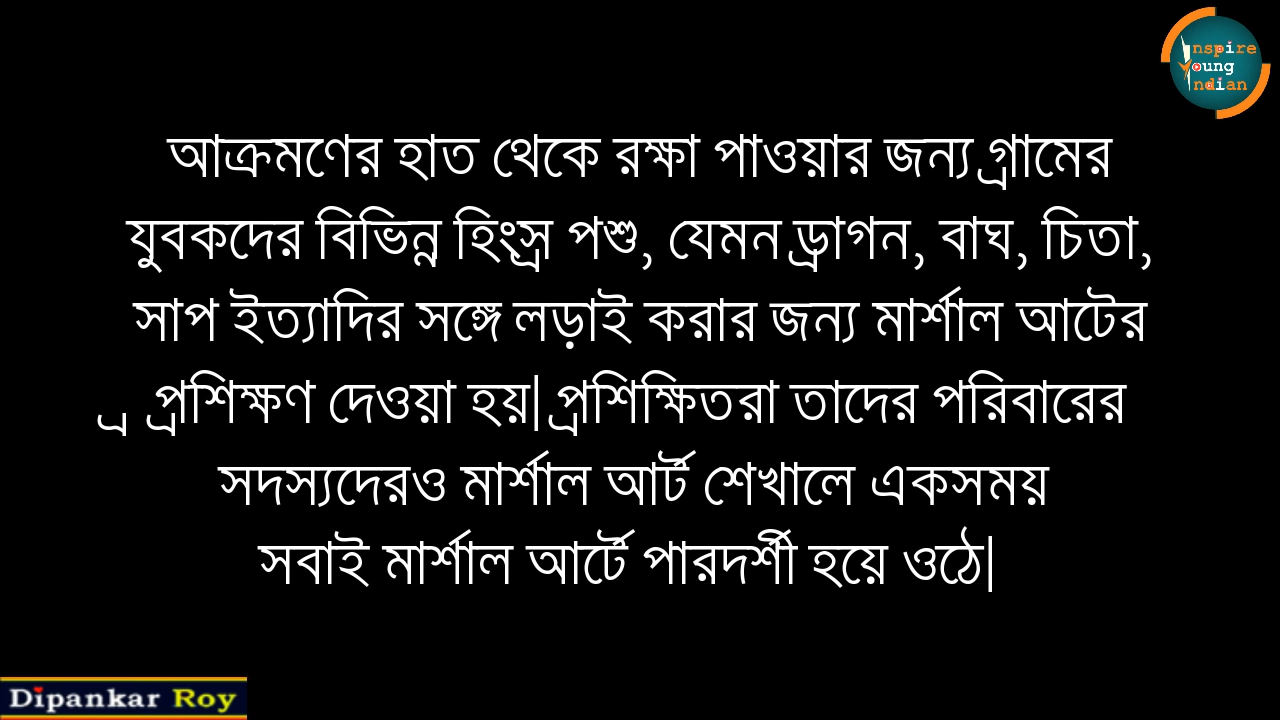 Inspire
Young
Indian
আক্রমণের হাত থেকে রক্ষা পাওয়ার জন্য গ্রামের
যুবকদের বিভিন্ন হিংস্র পশু, যেমন ড্রাগন, বাঘ, চিতা,
সাপ ইত্যাদির সঙ্গে লড়াই করার জন্য মার্শাল আটের
্র প্রশিক্ষণ দেওয়া হয়| প্রশিক্ষিতরা তাদের পরিবারের
সদস্যদেরও মার্শাল আর্ট শেখালে একসময়
সবাই মার্শাল আর্টে পারদর্শী হয়ে ওঠে|
Dipankar Roy